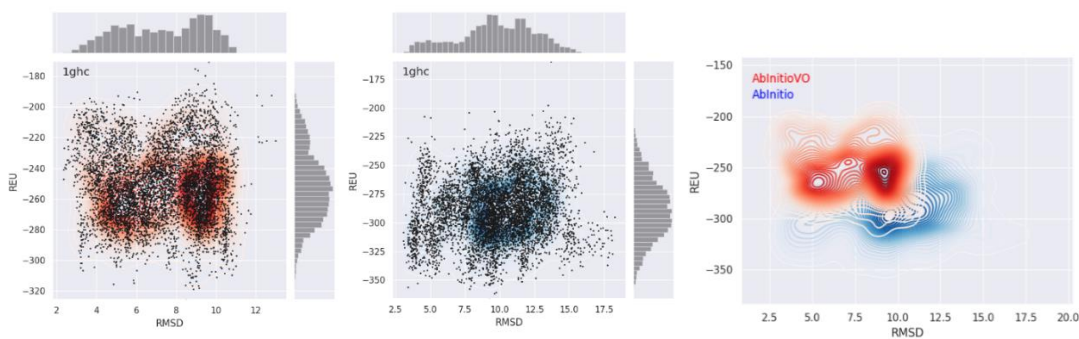 1ghc
−180
−200
−220
−240
−260
−280
−300
−320
REU
2 4 6 8 10 12
RMSD
1ghc
−175
−200
−225
−250
−275
−300
−325
−350
REU
2.5 5.0 7.5 10.0 12.5 15.0 17.5
RMSD
AbInitioVO
AbInitio
−150
−200
−250
−300
−350
REU
2.5 5.0 7.5 10.0 12.5 15.0 17.5 20.0
RMSD